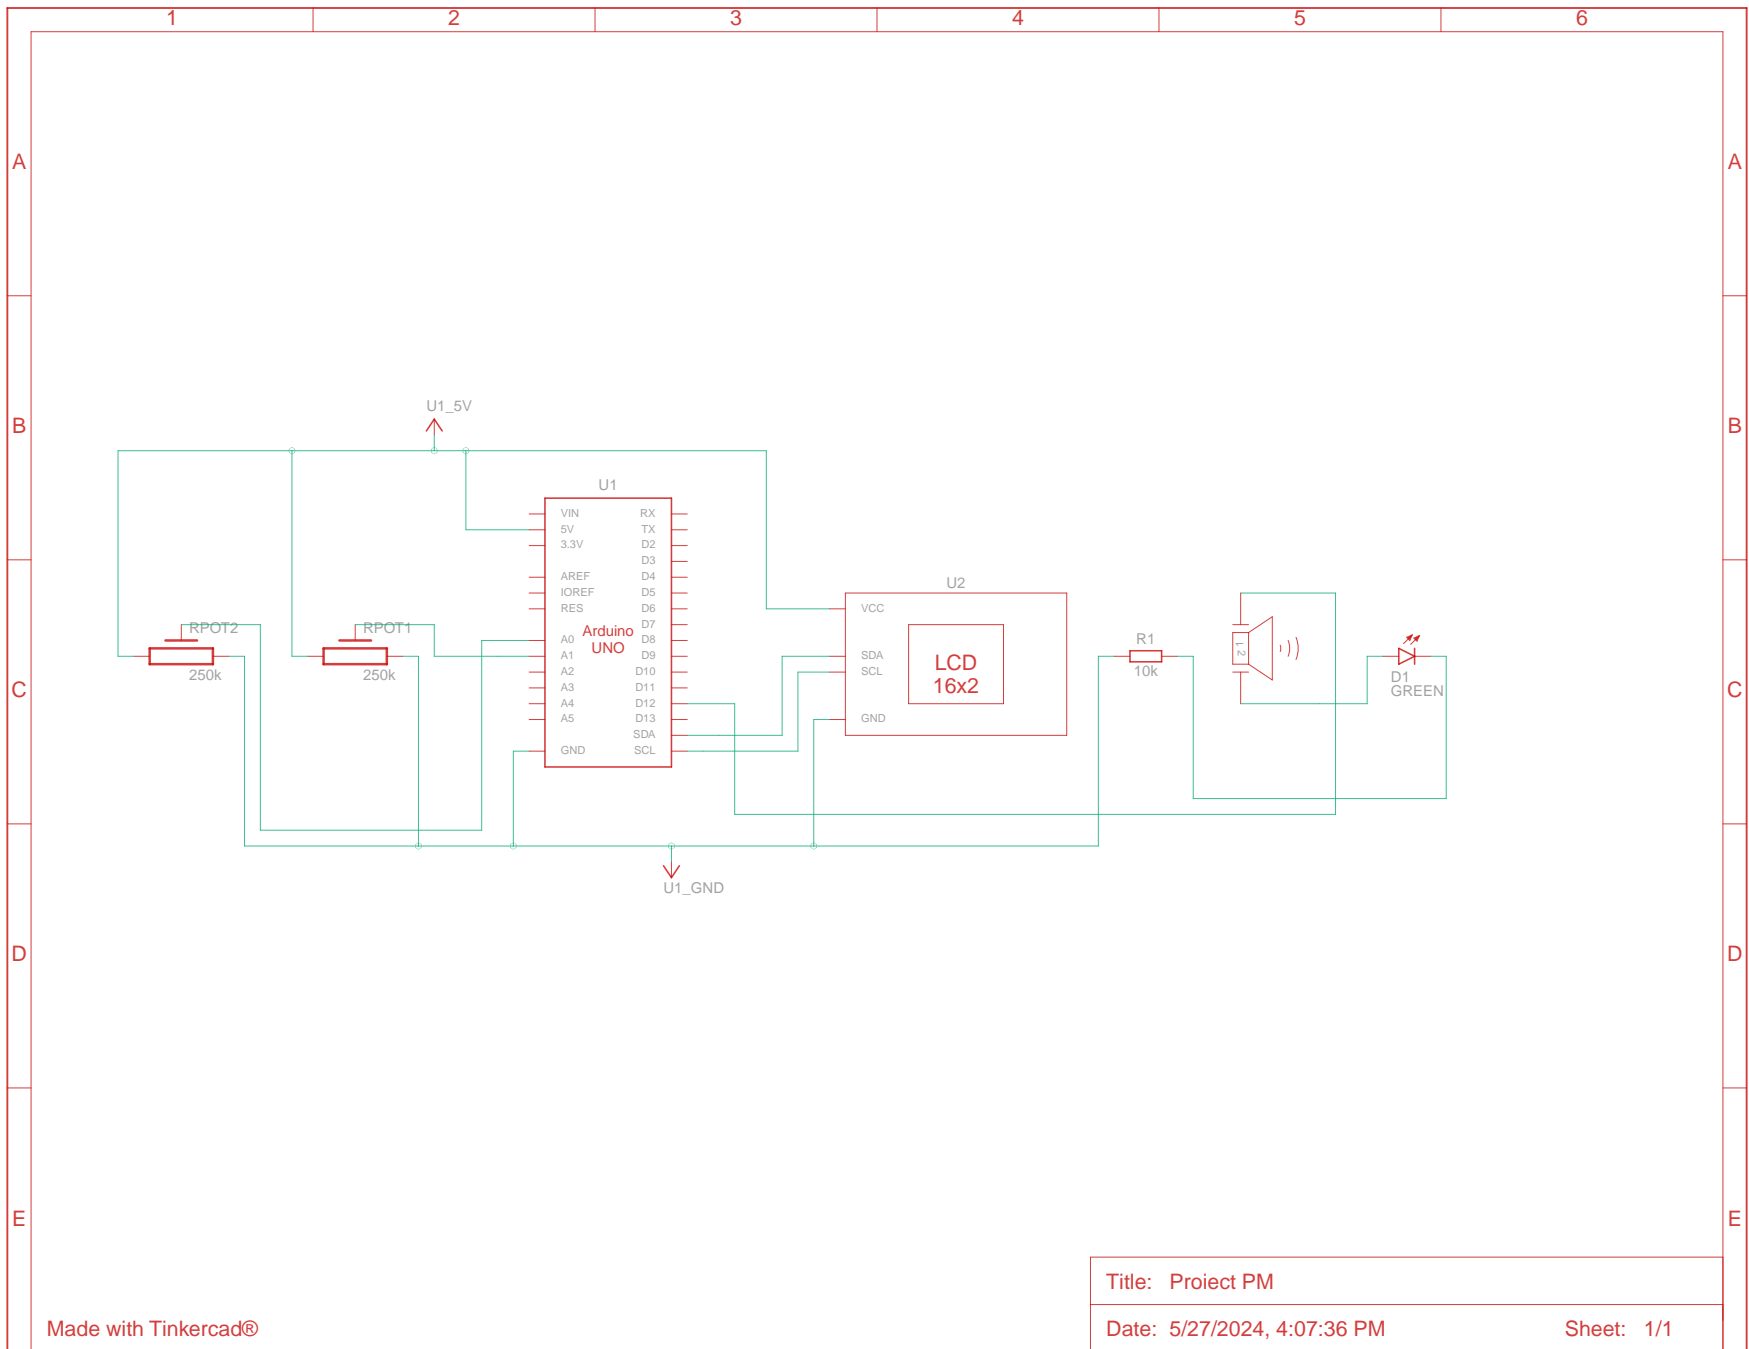 1 2 3 4 5 6
A A
B B
U1_5V
U1
VIN RX
5V TX
3.3V D2
D3
AREF D4
IOREF D5
RES D6
D7
A0 D8
A1 D9
A2 D10
A3 D11
A4 D12
A5 D13
SDA
GND SCL
Arduino
UNO
RPOT2
250k
RPOT1
250k
U2
VCC
SDA
SCL
GND
LCD
16x2
R1
10k
1 2
D1
GREEN
C C
U1_GND
D D
E E
Title: Proiect PM
Made with Tinkercad®
Date: 5/27/2024, 4:07:36 PM Sheet: 1/1